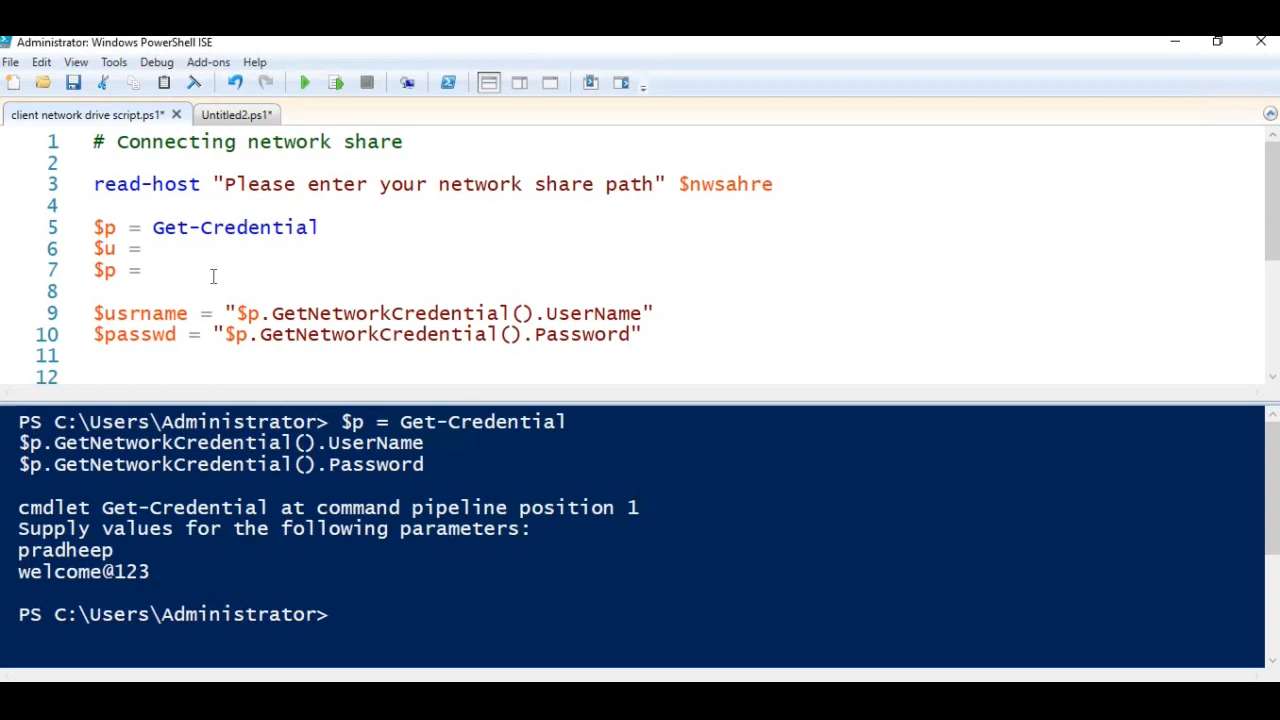 Administrator: Windows PowerShell ISE
File Edit View Tools Debug Add-ons Help
client network drive script.ps1* Untitled2.ps1*
1 # Connecting network share
2
3 read-host "Please enter your network share path" $nwsahre
4
5 $p = Get-Credential
6 $u =
7 $p =
8
9 $usrname = "$p.GetNetworkCredential().UserName"
10 $passwd = "$p.GetNetworkCredential().Password"
11
12
PS C:\Users\Administrator> $p = Get-Credential
$p.GetNetworkCredential().UserName
$p.GetNetworkCredential().Password
cmdlet Get-Credential at command pipeline position 1
Supply values for the following parameters:
pradheep
welcome@123
PS C:\Users\Administrator>